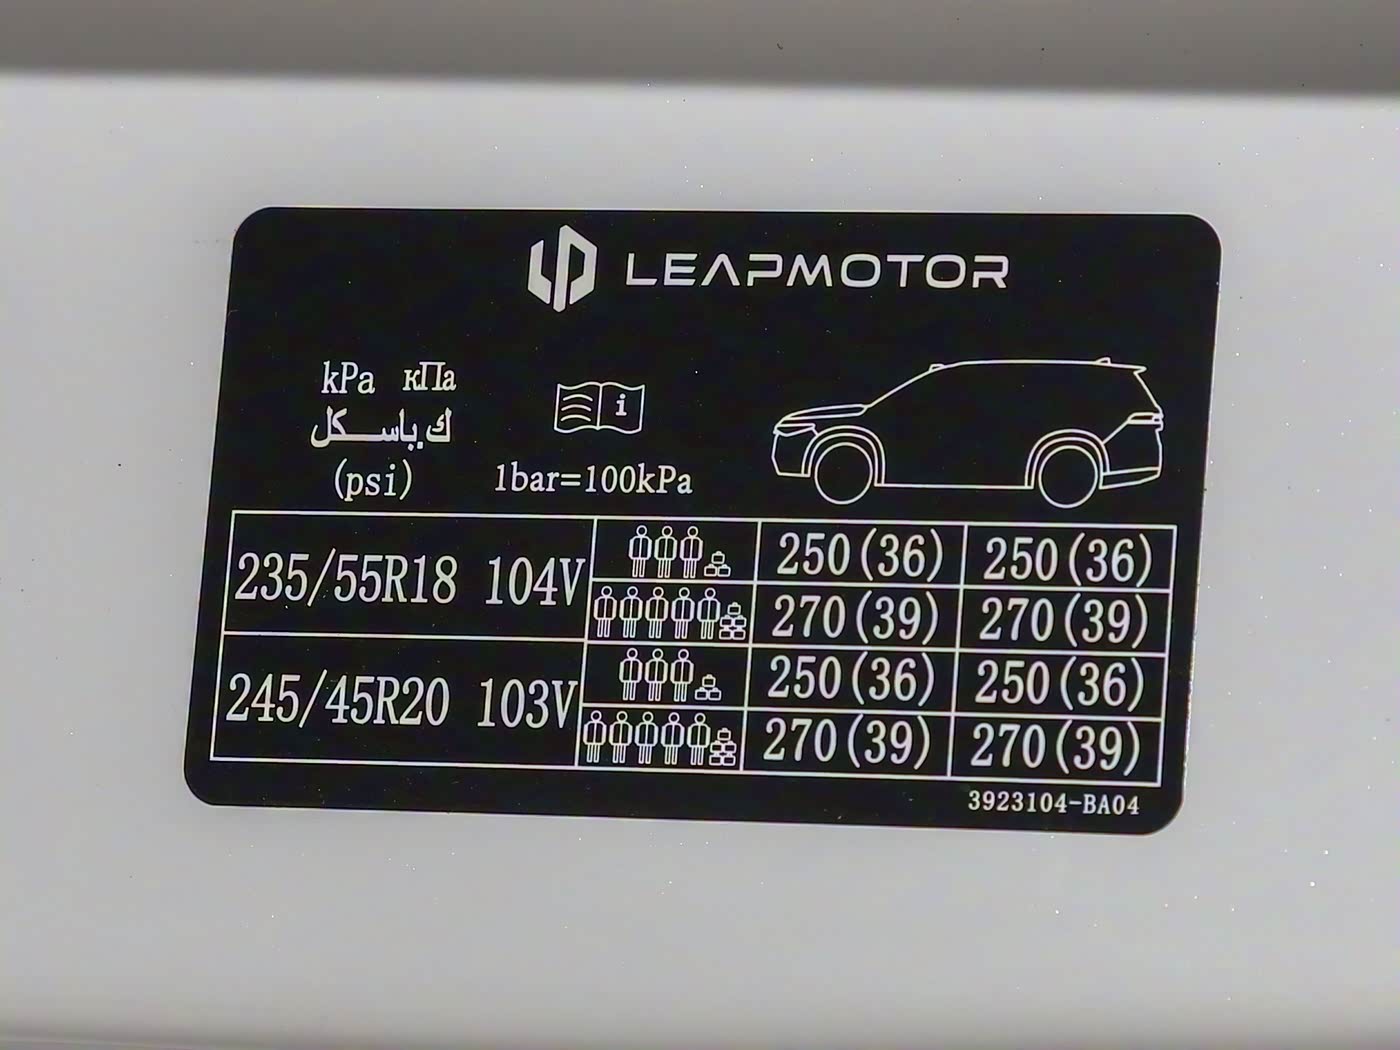 LEAPMOTOR
kPa кПа
ك.باسكل
(psi)
i
1bar=100kPa
235/55R18 104V
250(36) 250(36)
270(39) 270(39)
245/45R20 103V
250(36) 250(36)
270(39) 270(39)
3923104-BA04